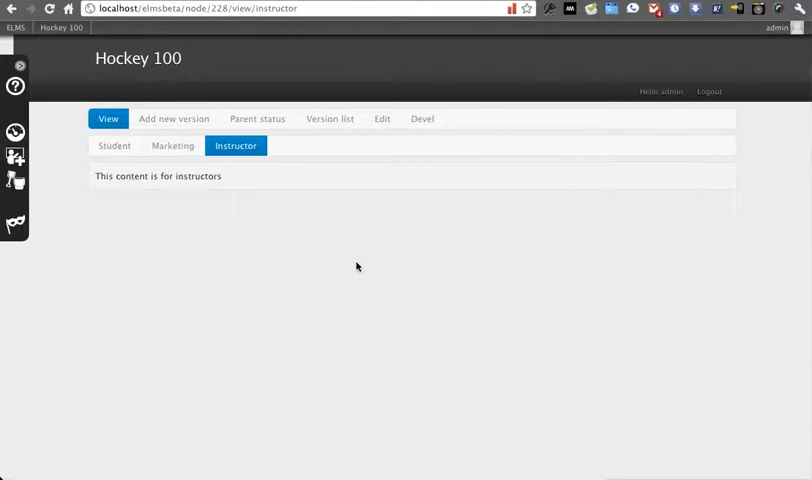 localhost/elmsbeta/node/228/view/instructor
4
ELMS Hockey 100 admin
Hockey 100
Hello admin Logout
View Add new version Parent status Version list Edit Devel
Student Marketing Instructor
This content is for instructors